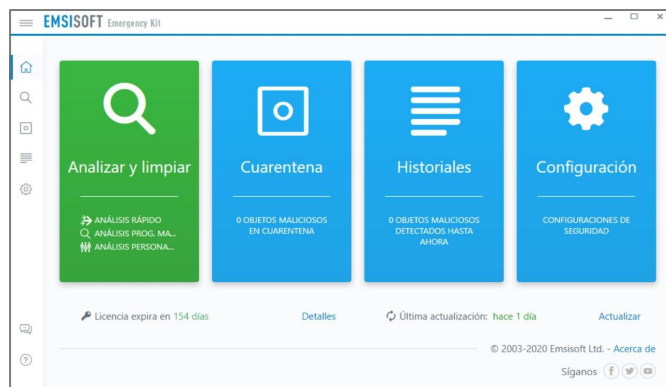 EMSISOFT Emergency Kit
Analizar y limpiar
ANÁLISIS RÁPIDO
ANÁLISIS PROG. MA...
ANÁLISIS PERSONA...
Cuarentena
0 OBJETOS MALICIOSOS
EN CUARENTENA
Historiales
0 OBJETOS MALICIOSOS
DETECTADOS HASTA
AHORA
Configuración
CONFIGURACIONES DE
SEGURIDAD
Licencia expira en 154 días
Detalles
Última actualización: hace 1 día
Actualizar
© 2003-2020 Emsisoft Ltd. - Acerca de
Síganos